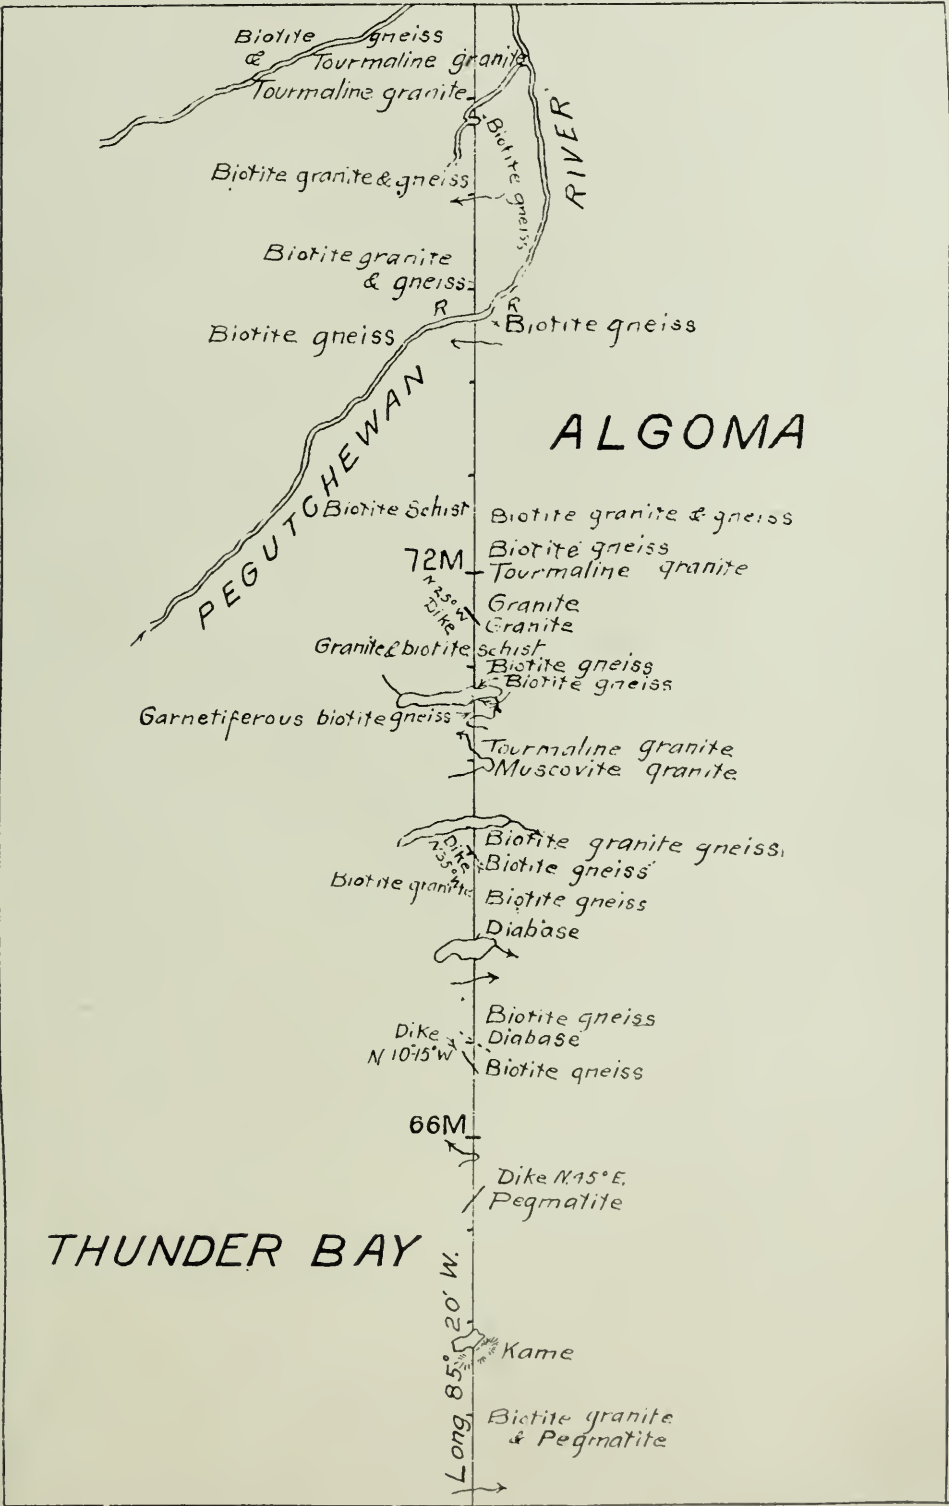 Biotite gneiss
& Tourmaline granite
Tourmaline granite
Biotite gneiss
RIVER
Biotite granite & gneiss
Biotite granite
& gneiss
R
R
Biotite gneiss
Biotite gneiss
PEGUTCHEWAN
ALGOMA
Biotite Schist
Biotite granite & gneiss
Biotite gneiss
72M
Tourmaline granite
Dike
Granite
Granite
Granite & biotite schist
Biotite gneiss
Biotite gneiss
Garnetiferous biotite gneiss
Tourmaline granite
Muscovite granite
Biotite granite gneiss
Dike
Biotite gneiss
Biotite granite
Biotite gneiss
Diabase
Biotite gneiss
Dike
N 10-15°W
Diabase
Biotite gneiss
66M
Dike N.45°E.
Pegmatite
THUNDER BAY
Long. 85° 20' W.
Kame
Biotite granite
& Pegmatite